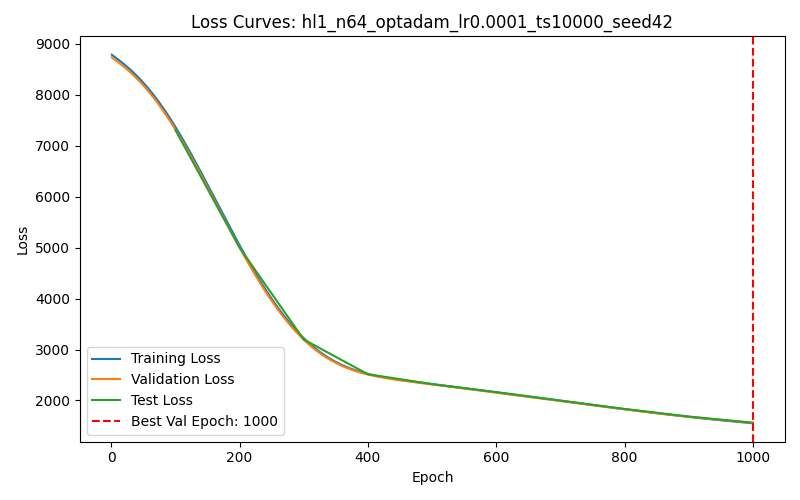 Loss Curves: hl1_n64_optadam_lr0.0001_ts10000_seed42
9000
8000
7000
6000
5000
4000
3000
2000
Loss
Training Loss
Validation Loss
Test Loss
Best Val Epoch: 1000
0 200 400 600 800 1000
Epoch